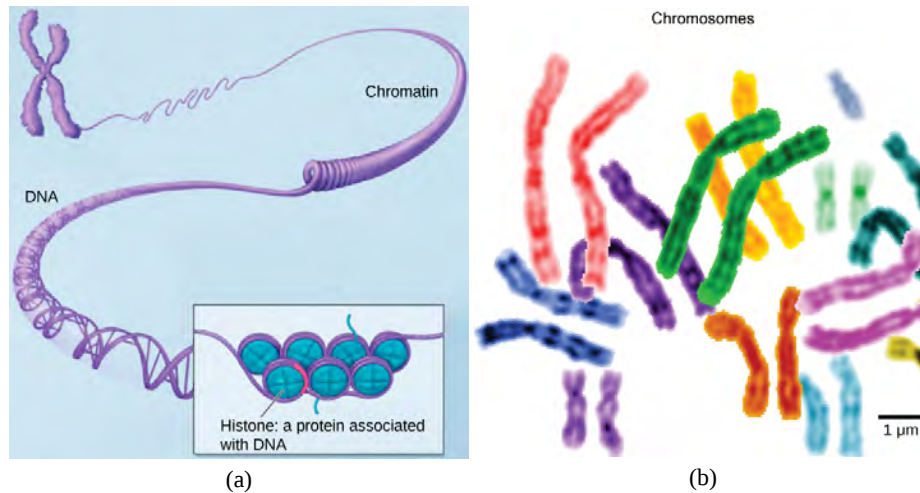 Chromatin
DNA
Histone: a protein associated
with DNA
(a)
Chromosomes
1 µm
(b)